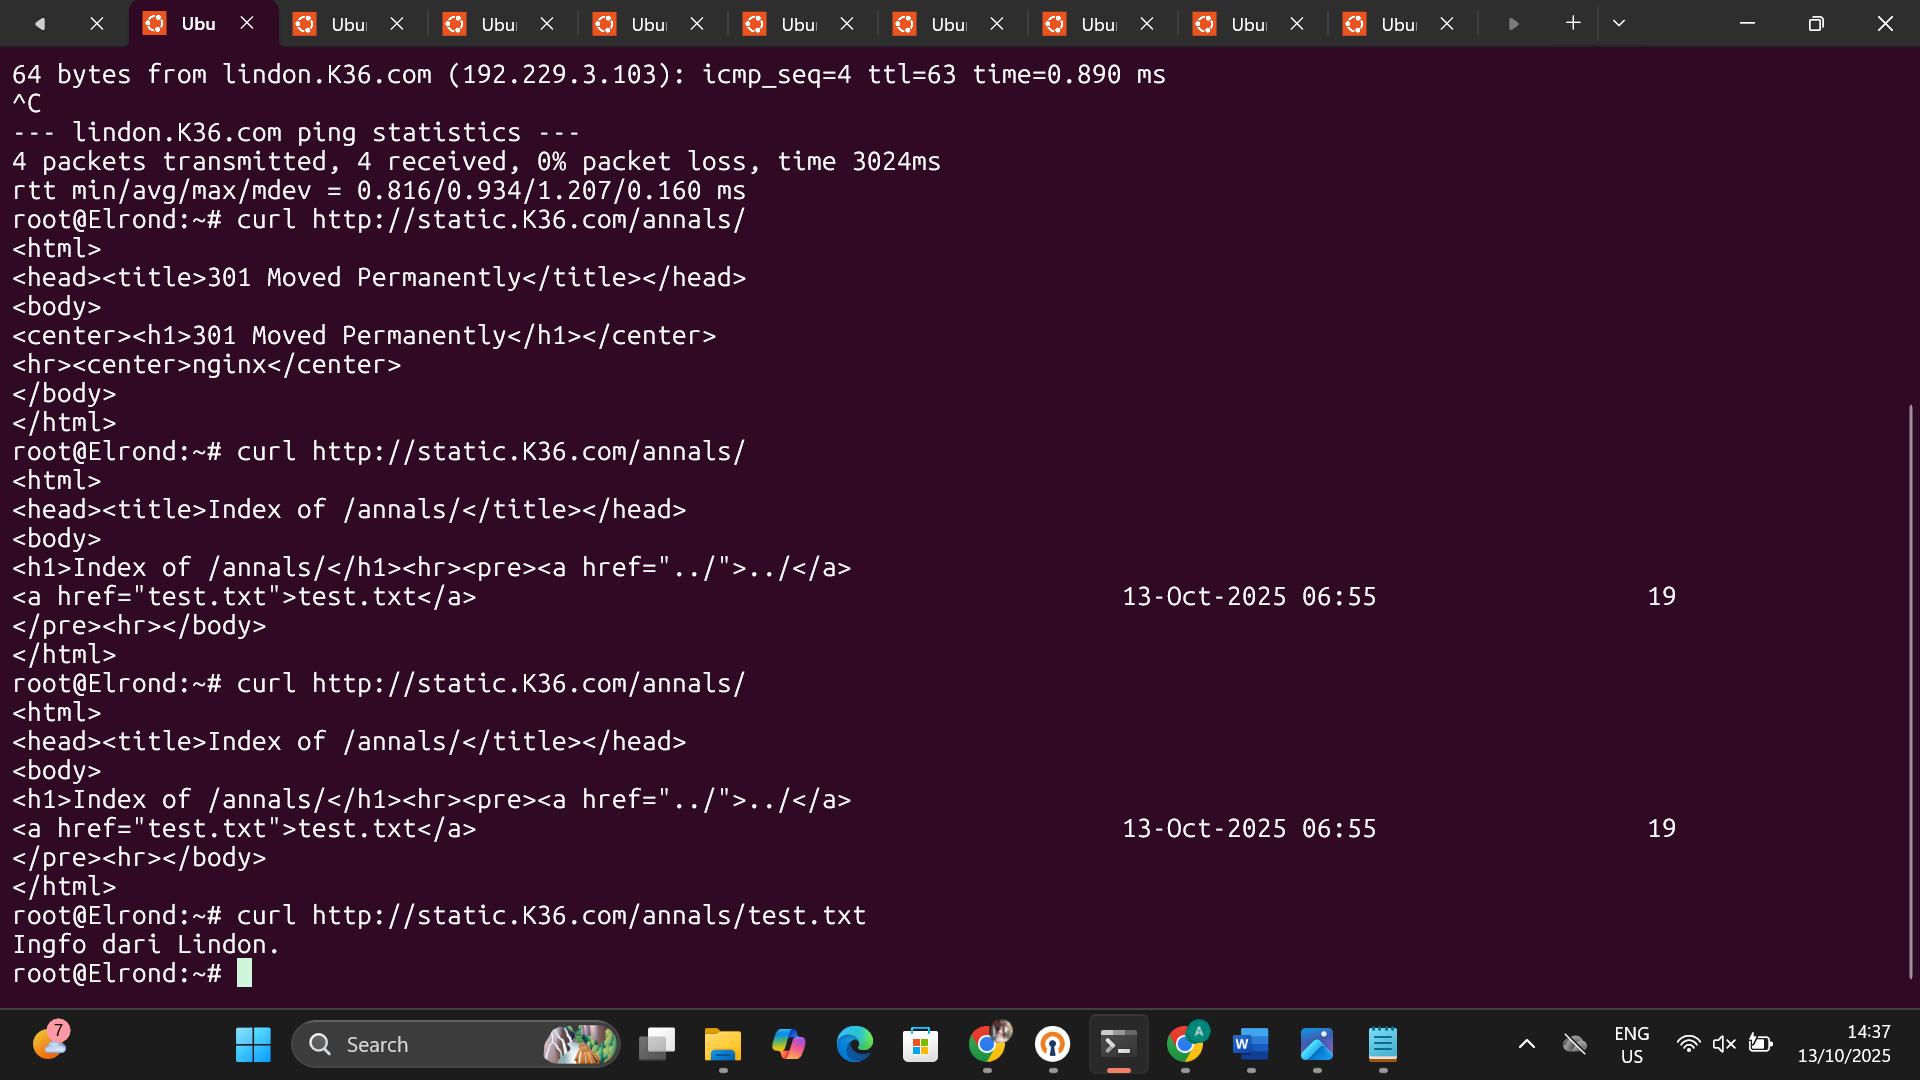 Ubu
Ubu
Ubu
Ubu
Ubu
Ubu
Ubu
Ubu
Ubu
64 bytes from lindon.K36.com (192.229.3.103): icmp_seq=4 ttl=63 time=0.890 ms
^C
--- lindon.K36.com ping statistics ---
4 packets transmitted, 4 received, 0% packet loss, time 3024ms
rtt min/avg/max/mdev = 0.816/0.934/1.207/0.160 ms
root@Elrond:~# curl http://static.K36.com/annals/
<html>
<head><title>301 Moved Permanently</title></head>
<body>
<center><h1>301 Moved Permanently</h1></center>
<hr><center>nginx</center>
</body>
</html>
root@Elrond:~# curl http://static.K36.com/annals/
<html>
<head><title>Index of /annals/</title></head>
<body>
<h1>Index of /annals/</h1><hr><pre><a href="../">../</a>
<a href="test.txt">test.txt</a> 13-Oct-2025 06:55 19
</pre><hr></body>
</html>
root@Elrond:~# curl http://static.K36.com/annals/
<html>
<head><title>Index of /annals/</title></head>
<body>
<h1>Index of /annals/</h1><hr><pre><a href="../">../</a>
<a href="test.txt">test.txt</a> 13-Oct-2025 06:55 19
</pre><hr></body>
</html>
root@Elrond:~# curl http://static.K36.com/annals/test.txt
Ingfo dari Lindon.
root@Elrond:~#
7
Search
A
W
ENG
US
14:37
13/10/2025